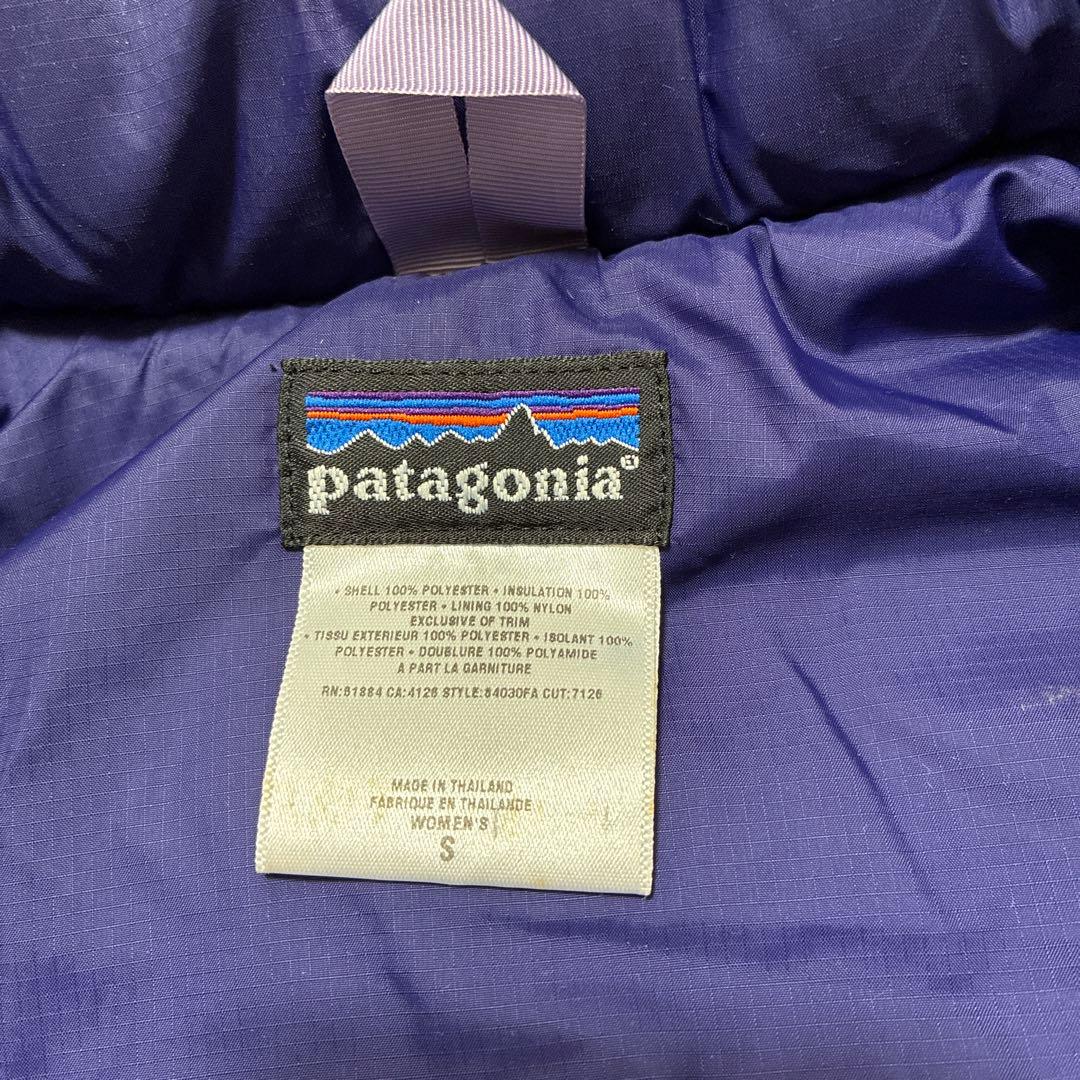 patagonia®
• SHELL 100% POLYESTER • INSULATION 100%
POLYESTER • LINING 100% NYLON
EXCLUSIVE OF TRIM
• TISSU EXTERIEUR 100% POLYESTER • ISOLANT 100%
POLYESTER • DOUBLURE 100% POLYAMIDE
A PART LA GARNITURE
RN:51884 CA:4126 STYLE:84030FA CUT:7126
MADE IN THAILAND
FABRIQUE EN THAILANDE
WOMEN'S
S